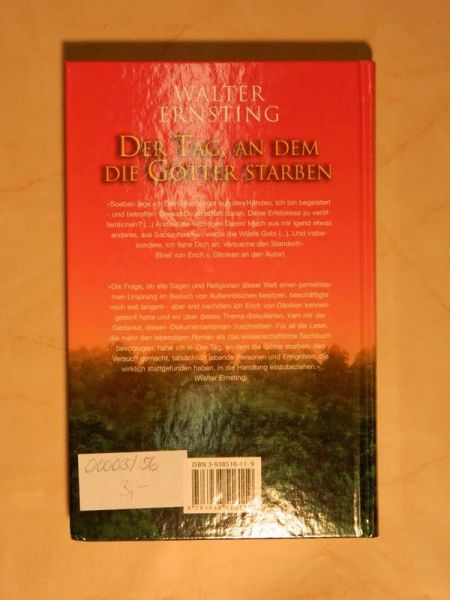 WALTER
ERNSTING
DER TAG, AN DEM
DIE GÖTTER STARBEN
»Soeben lege ich Dein Manuskript aus den Händen. Ich bin begeistert
- und betroffen. Denkst Du ernsthaft daran, Deine Erlebnisse zu veröf-
fentlichen? (...) Ändere die wichtigen Daten! Mach aus mir irgend etwas
anderes, aus Sacsayhuaman werde die Wüste Gobi (...). Und insbe-
sondere, ich flehe Dich an: Vertusche den Standort!«
(Brief von Erich v. Däniken an den Autor)
»Die Frage, ob alle Sagen und Religionen dieser Welt einen gemeinsa-
men Ursprung im Besuch von Außerirdischen besitzen, beschäftigte
mich seit langem – aber erst nachdem ich Erich von Däniken kennen-
gelernt hatte und wir über dieses Thema diskutierten, kam mir der
Gedanke, diesen ›Dokumentarroman‹ zu schreiben. Für all die Leser,
die mehr den lebendigen Roman als das wissenschaftliche Sachbuch
bevorzugen, habe ich in ›Der Tag, an dem die Götter starben‹ den
Versuch gemacht, tatsächlich lebende Personen und Ereignisse, die
wirklich stattgefunden haben, in die Handlung einzubeziehen.«
(Walter Ernsting)
00003/56
3,-
ISBN 3-938516-11-9